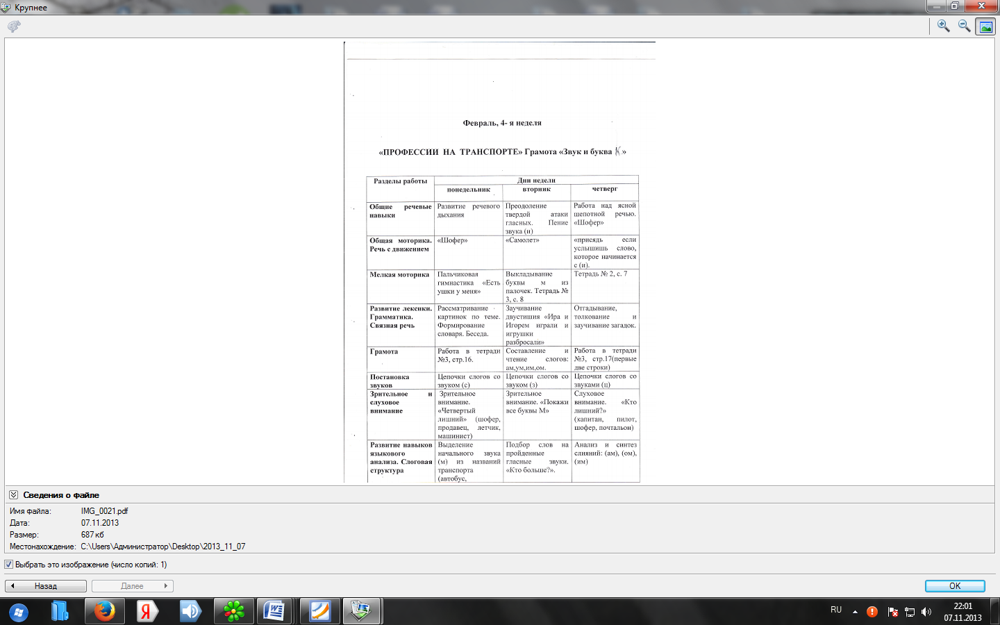 Крупнее
Февраль, 4- я неделя
«ПРОФЕССИИ НА ТРАНСПОРТЕ» Грамота «Звук и буква К »
Разделы работы
Дни недели
понедельник
вторник
четверг
Общие речевые
навыки
Развитие речевого
дыхания
Преодоление
твердой атаки
гласных. Пение
звука (и)
Работа над ясной
шепотной речью.
«Шофер»
Общая моторика.
Речь с движением
«Шофер»
«Самолет»
«присядь если
услышишь слово,
которое начинается
с (и).
Мелкая моторика
Пальчиковая
гимнастика «Есть
ушки у меня»
Выкладывание
буквы м из
палочек. Тетрадь №
3, с. 8
Тетрадь № 2, с. 7
Развитие лексики.
Грамматика.
Связная речь
Рассматривание
картинок по теме.
Формирование
словаря. Беседа.
Заучивание
двустишия «Ира и
Игорем играли и
игрушки
разбросали»
Отгадывание,
толкование и
заучивание загадок.
Грамота
Работа в тетради
№3, стр.16.
Составление и
чтение слогов:
ам,ум,им,ом.
Работа в тетради
№3, стр.17(первые
две строки)
Постановка
звуков
Цепочки слогов со
звуком (с)
Цепочки слогов со
звуком (з)
Цепочки слогов со
звуками (ц)
Зрительное и
слуховое
внимание
Зрительное
внимание.
«Четвертый
лишний» (шофер,
продавец, летчик,
машинист)
Зрительное
внимание. «Покажи
все буквы М»
Слуховое
внимание. «Кто
лишний?»
(капитан, пилот,
шофер, почтальон)
Развитие навыков
языкового
анализа. Слоговая
структура
Выделение
начального звука
(м) из названий
транспорта
(автобус,
Подбор слов на
пройденные
гласные звуки.
«Кто больше?».
Анализ и синтез
слияний: (ам), (ом),
(им)
Сведения о файле
Имя файла: IMG_0021.pdf
Дата: 07.11.2013
Размер: 687 кб
Местонахождение: C:\Users\Администратор\Desktop\2013_11_07
Выбрать это изображение (число копий: 1)
Назад
Далее
OK
RU
22:01
07.11.2013